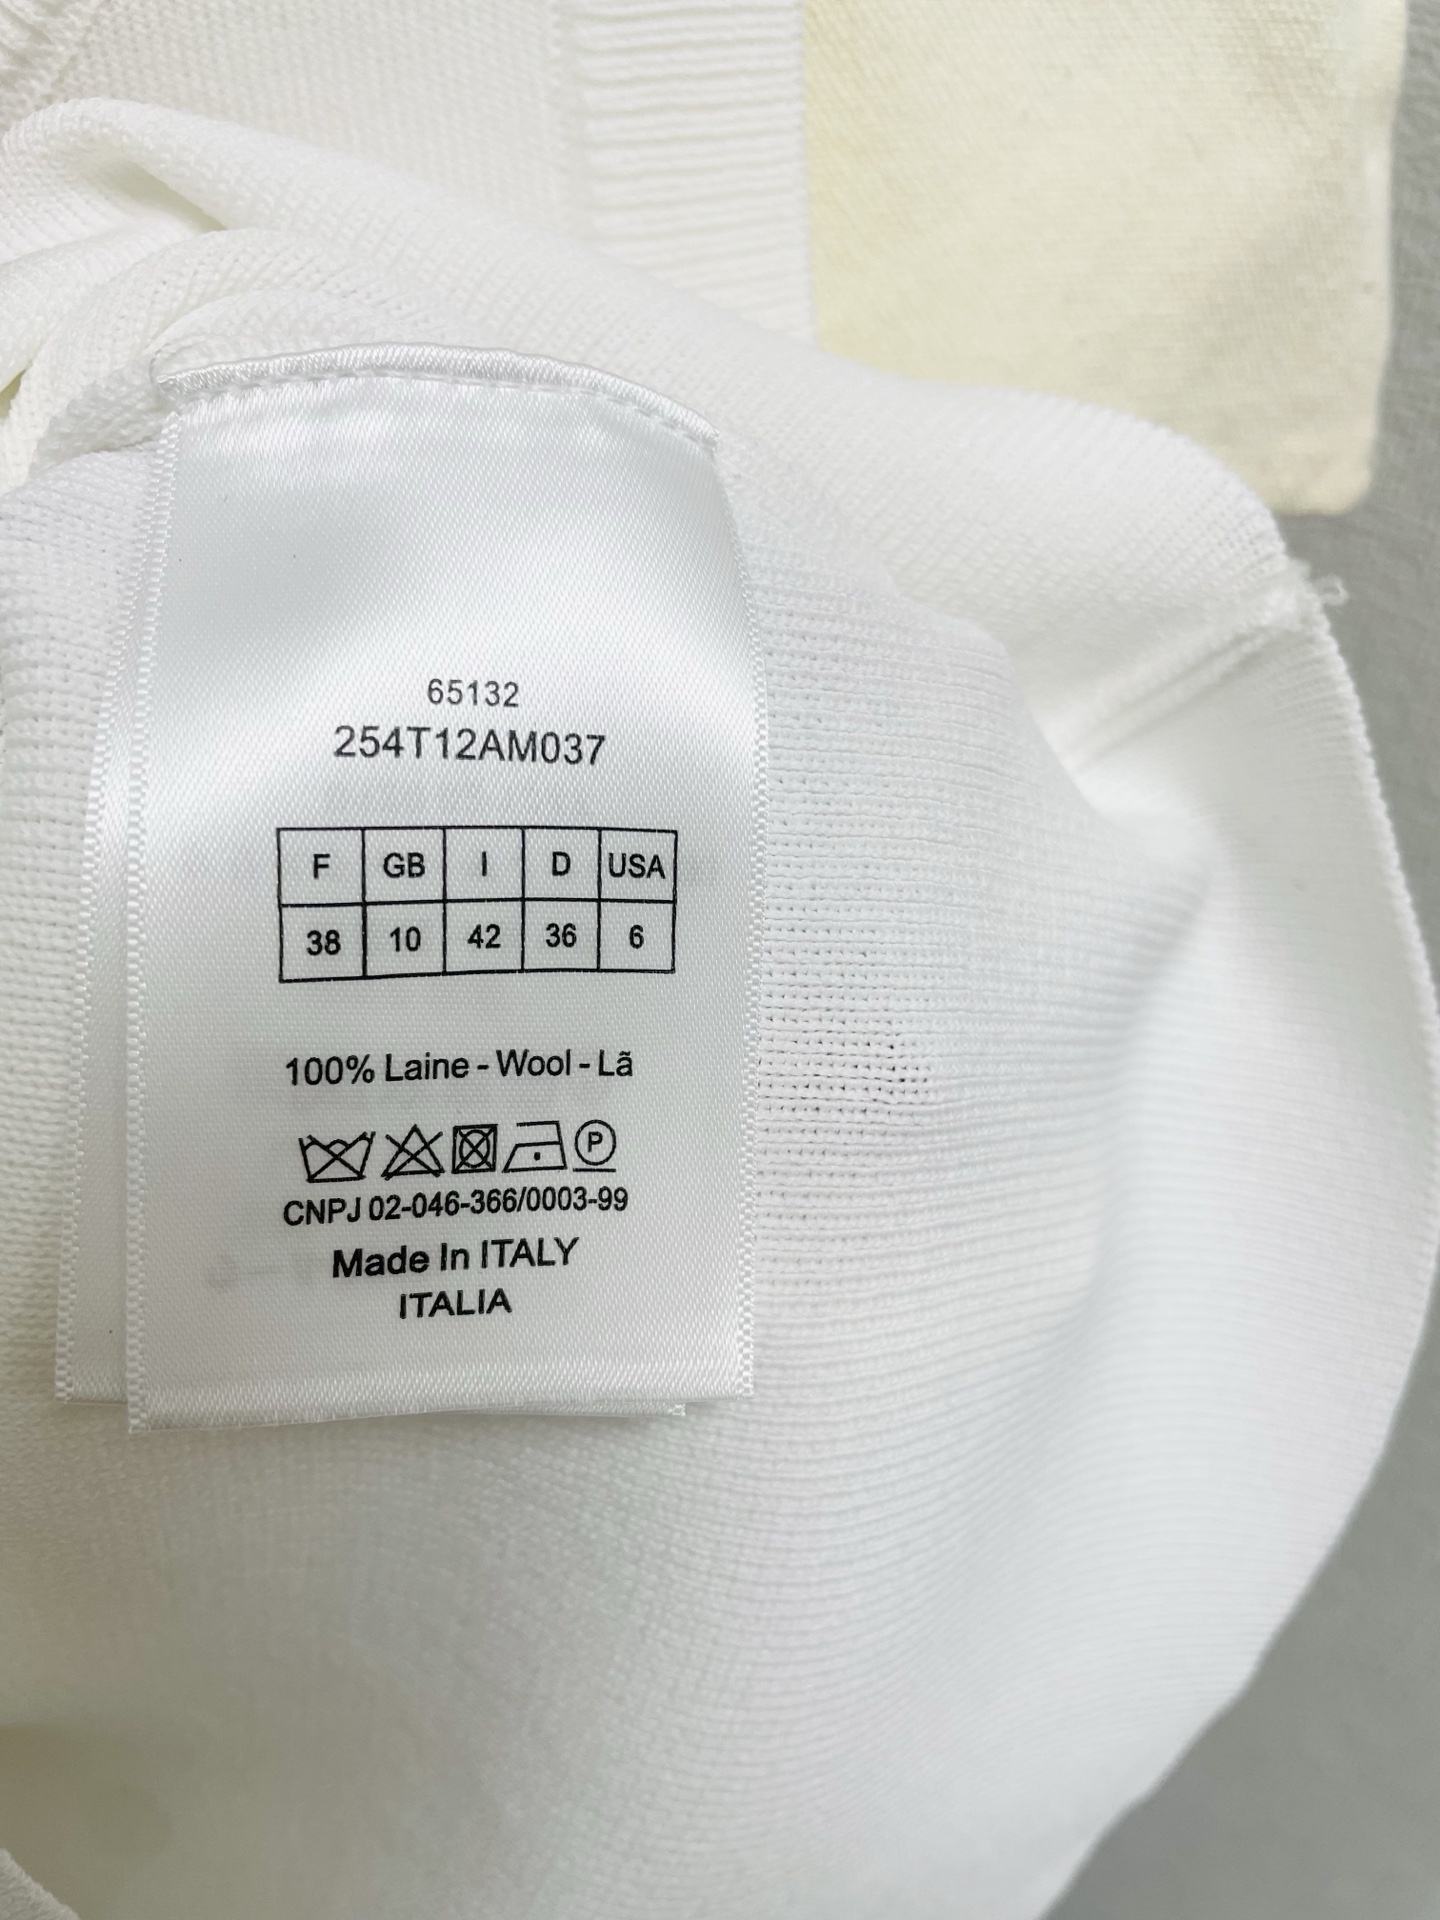 65132
254T12AM037
F GB I D USA
38 10 42 36 6
100% Laine - Wool - Lã
P
CNPJ 02-046-366/0003-99
Made In ITALY
ITALIA